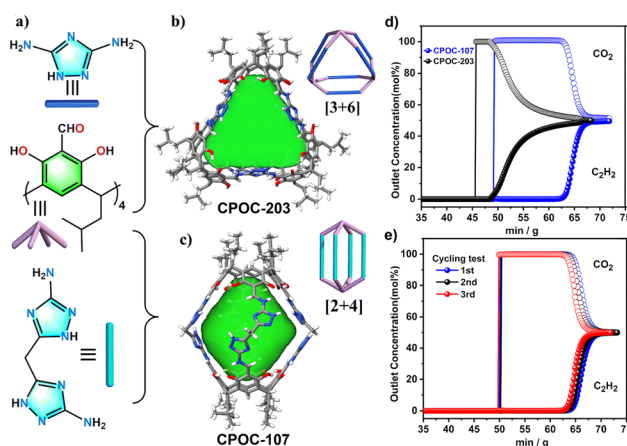 a)
H₂N
NH₂
N
N
HN
N
CHO
HO
OH
4
NH₂
N
N
NH
N
HN
N
NH₂
b)
[3+6]
CPOC-203
c)
[2+4]
CPOC-107
d)
Outlet Concentration(mol%)
100
80
60
40
20
0
CPOC-107
CPOC-203
CO₂
C₂H₂
35 40 45 50 55 60 65 70 75
min / g
e)
Outlet Concentration(mol%)
100
80
60
40
20
0
Cycling test
1st
2nd
3rd
CO₂
C₂H₂
35 40 45 50 55 60 65 70 75
min / g